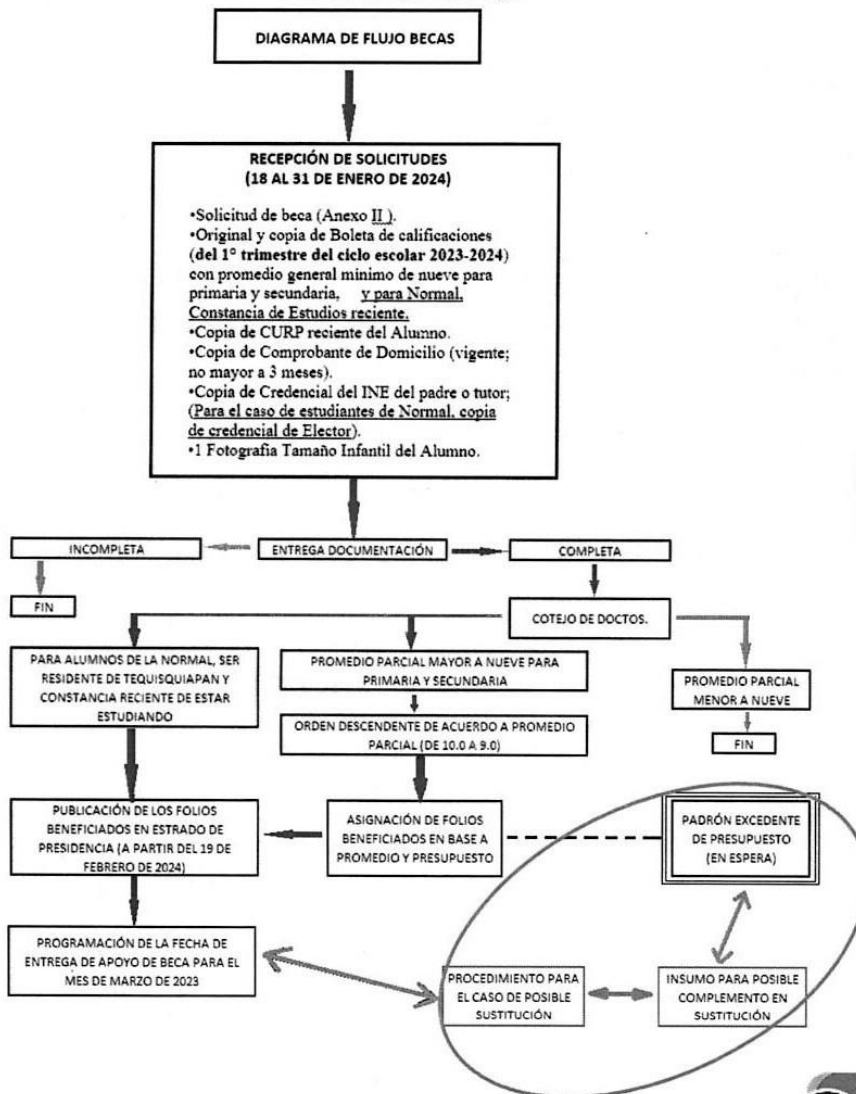 DIAGRAMA DE FLUJO BECAS
RECEPCIÓN DE SOLICITUDES
(18 AL 31 DE ENERO DE 2024)
•Solicitud de beca (Anexo II ).
•Original y copia de Boleta de calificaciones
(del 1° trimestre del ciclo escolar 2023-2024)
con promedio general minimo de nueve para
primaria y secundaria, y para Normal,
Constancia de Estudios reciente.
•Copia de CURP reciente del Alumno.
•Copia de Comprobante de Domicilio (vigente;
no mayor a 3 meses).
•Copia de Credencial del INE del padre o tutor;
(Para el caso de estudiantes de Normal, copia
de credencial de Elector).
•1 Fotografia Tamaño Infantil del Alumno.
INCOMPLETA
ENTREGA DOCUMENTACIÓN
COMPLETA
FIN
COTEJO DE DOCTOS.
PARA ALUMNOS DE LA NORMAL, SER
RESIDENTE DE TEQUISQUIAPAN Y
CONSTANCIA RECIENTE DE ESTAR
ESTUDIANDO
PROMEDIO PARCIAL MAYOR A NUEVE PARA
PRIMARIA Y SECUNDARIA
PROMEDIO PARCIAL
MENOR A NUEVE
ORDEN DESCENDENTE DE ACUERDO A PROMEDIO
PARCIAL (DE 10.0 A 9.0)
FIN
PUBLICACIÓN DE LOS FOLIOS
BENEFICIADOS EN ESTRADO DE
PRESIDENCIA (A PARTIR DEL 19 DE
FEBRERO DE 2024)
ASIGNACIÓN DE FOLIOS
BENEFICIADOS EN BASE A
PROMEDIO Y PRESUPUESTO
PADRÓN EXCEDENTE
DE PRESUPUESTO
(EN ESPERA)
PROGRAMACIÓN DE LA FECHA DE
ENTREGA DE APOYO DE BECA PARA EL
MES DE MARZO DE 2023
PROCEDIMIENTO PARA
EL CASO DE POSIBLE
SUSTITUCIÓN
INSUMO PARA POSIBLE
COMPLEMENTO EN
SUSTITUCIÓN